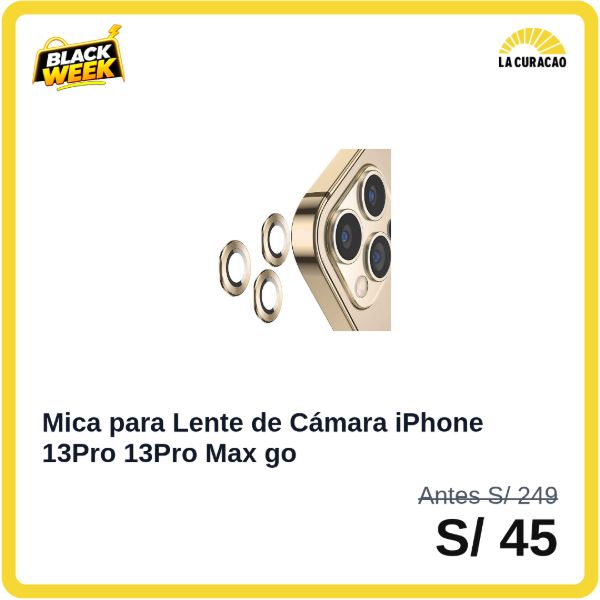 BLACK
WEEK
LA CURACAO
Mica para Lente de Cámara iPhone
13Pro 13Pro Max go
Antes S/ 249
S/ 45